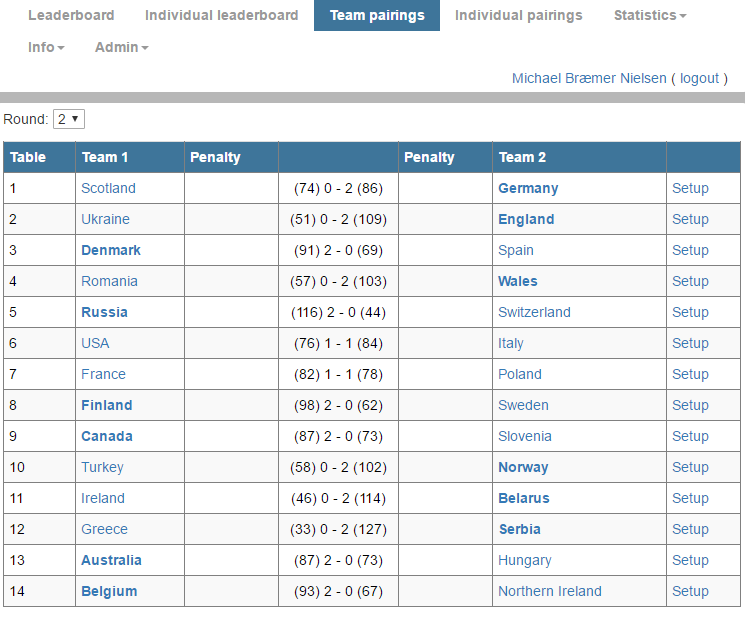 Leaderboard Individual leaderboard Team pairings Individual pairings Statistics
Info Admin
Michael Bræmer Nielsen ( logout )
Round: 2
Table Team 1 Penalty Penalty Team 2
1 Scotland (74) 0 - 2 (86) Germany Setup
2 Ukraine (51) 0 - 2 (109) England Setup
3 Denmark (91) 2 - 0 (69) Spain Setup
4 Romania (57) 0 - 2 (103) Wales Setup
5 Russia (116) 2 - 0 (44) Switzerland Setup
6 USA (76) 1 - 1 (84) Italy Setup
7 France (82) 1 - 1 (78) Poland Setup
8 Finland (98) 2 - 0 (62) Sweden Setup
9 Canada (87) 2 - 0 (73) Slovenia Setup
10 Turkey (58) 0 - 2 (102) Norway Setup
11 Ireland (46) 0 - 2 (114) Belarus Setup
12 Greece (33) 0 - 2 (127) Serbia Setup
13 Australia (87) 2 - 0 (73) Hungary Setup
14 Belgium (93) 2 - 0 (67) Northern Ireland Setup